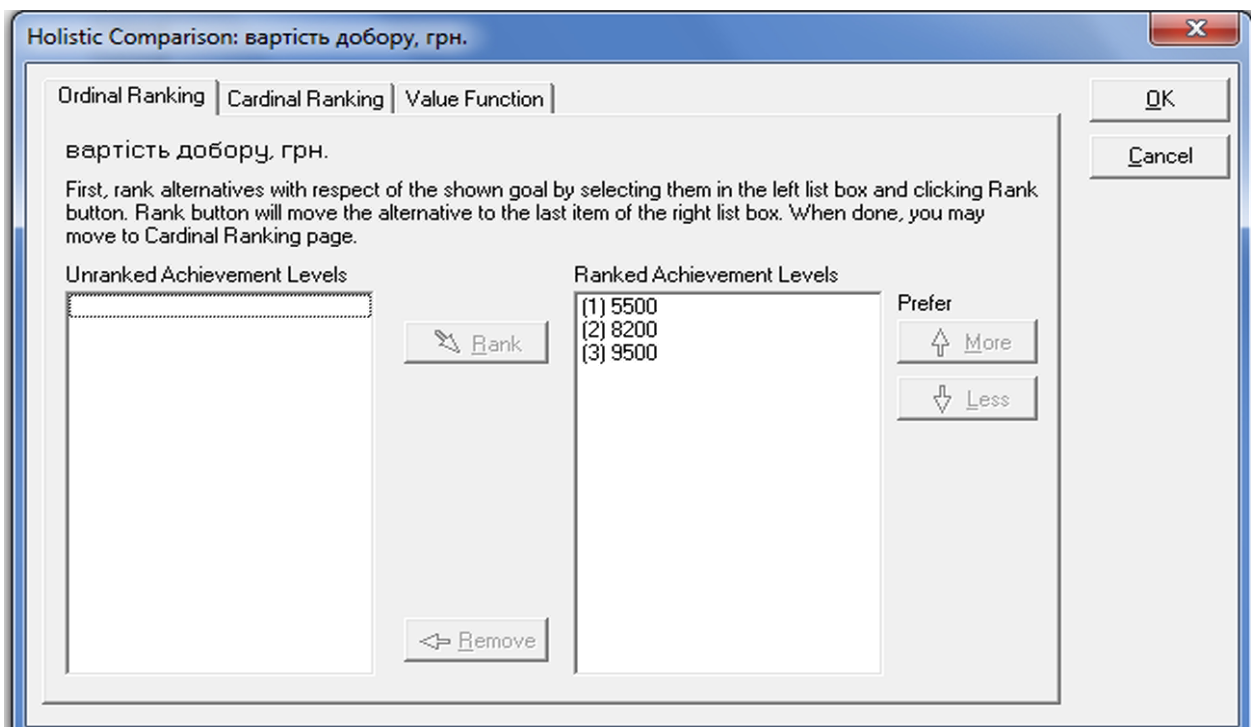 Holistic Comparison: вартість добору, грн.
Ordinal Ranking
Cardinal Ranking
Value Function
OK
Cancel
вартість добору, грн.
First, rank alternatives with respect of the shown goal by selecting them in the left list box and clicking Rank
button. Rank button will move the alternative to the last item of the right list box. When done, you may
move to Cardinal Ranking page.
Unranked Achievement Levels
Ranked Achievement Levels
(1) 5500
(2) 8200
(3) 9500
Prefer
Rank
More
Less
Remove